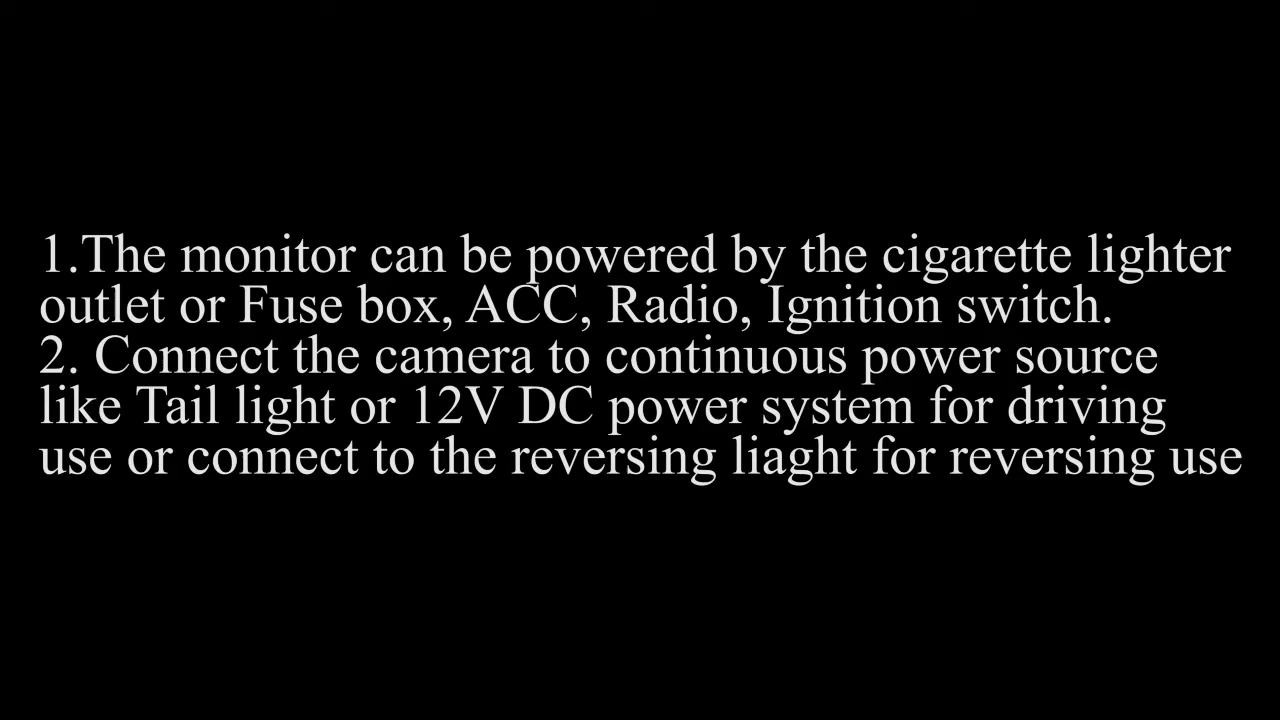 1.The monitor can be powered by the cigarette lighter
outlet or Fuse box, ACC, Radio, Ignition switch.
2. Connect the camera to continuous power source
like Tail light or 12V DC power system for driving
use or connect to the reversing liaght for reversing use